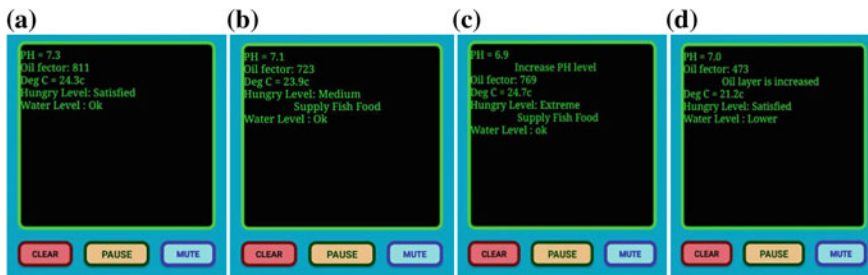 (a)
PH = 7.3
Oil fector: 811
Deg C = 24.3c
Hungry Level: Satisfied
Water Level : Ok
CLEAR PAUSE MUTE
(b)
PH = 7.1
Oil fector: 723
Deg C = 23.9c
Hungry Level: Medium
Supply Fish Food
Water Level : Ok
CLEAR PAUSE MUTE
(c)
PH = 6.9
Increase PH level
Oil fector: 769
Deg C = 24.7c
Hungry Level: Extreme
Supply Fish Food
Water Level : ok
CLEAR PAUSE MUTE
(d)
PH = 7.0
Oil fector: 473
Oil layer is increased
Deg C = 21.2c
Hungry Level: Satisfied
Water Level : Lower
CLEAR PAUSE MUTE